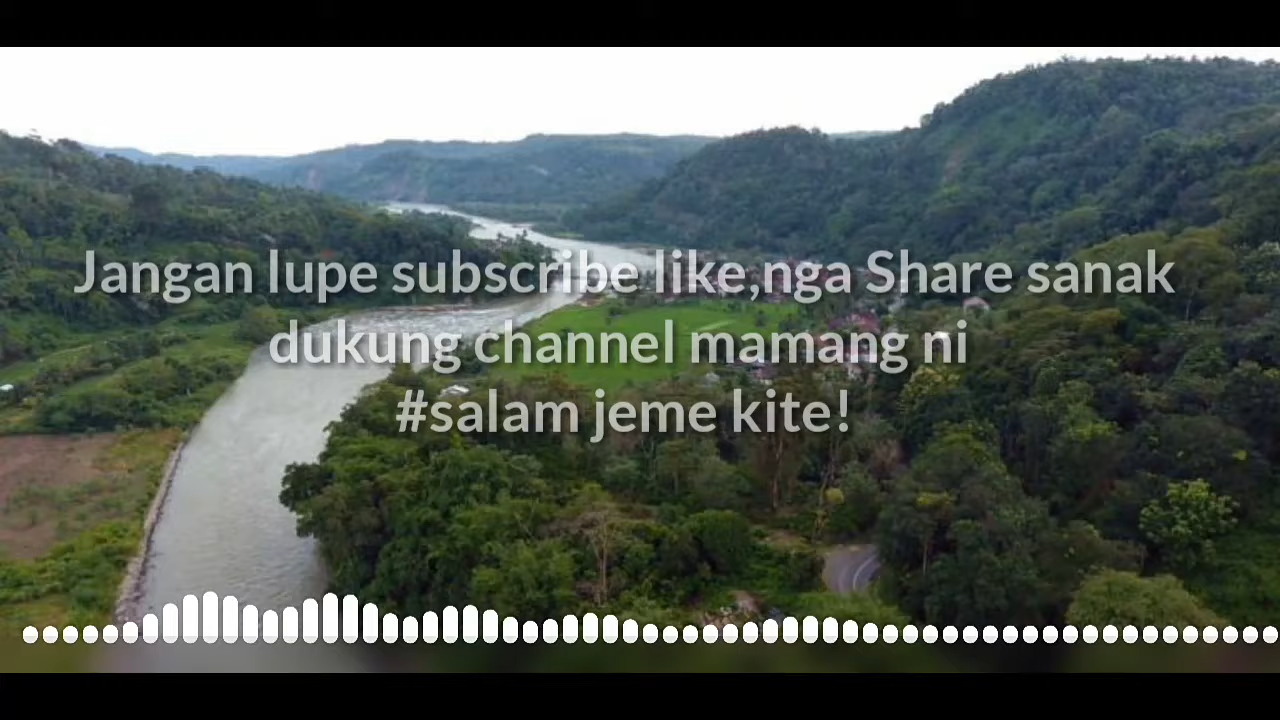 Jangan lupe subscribe like,nga Share sanak
dukung channel mamang ni
#salam jeme kite!